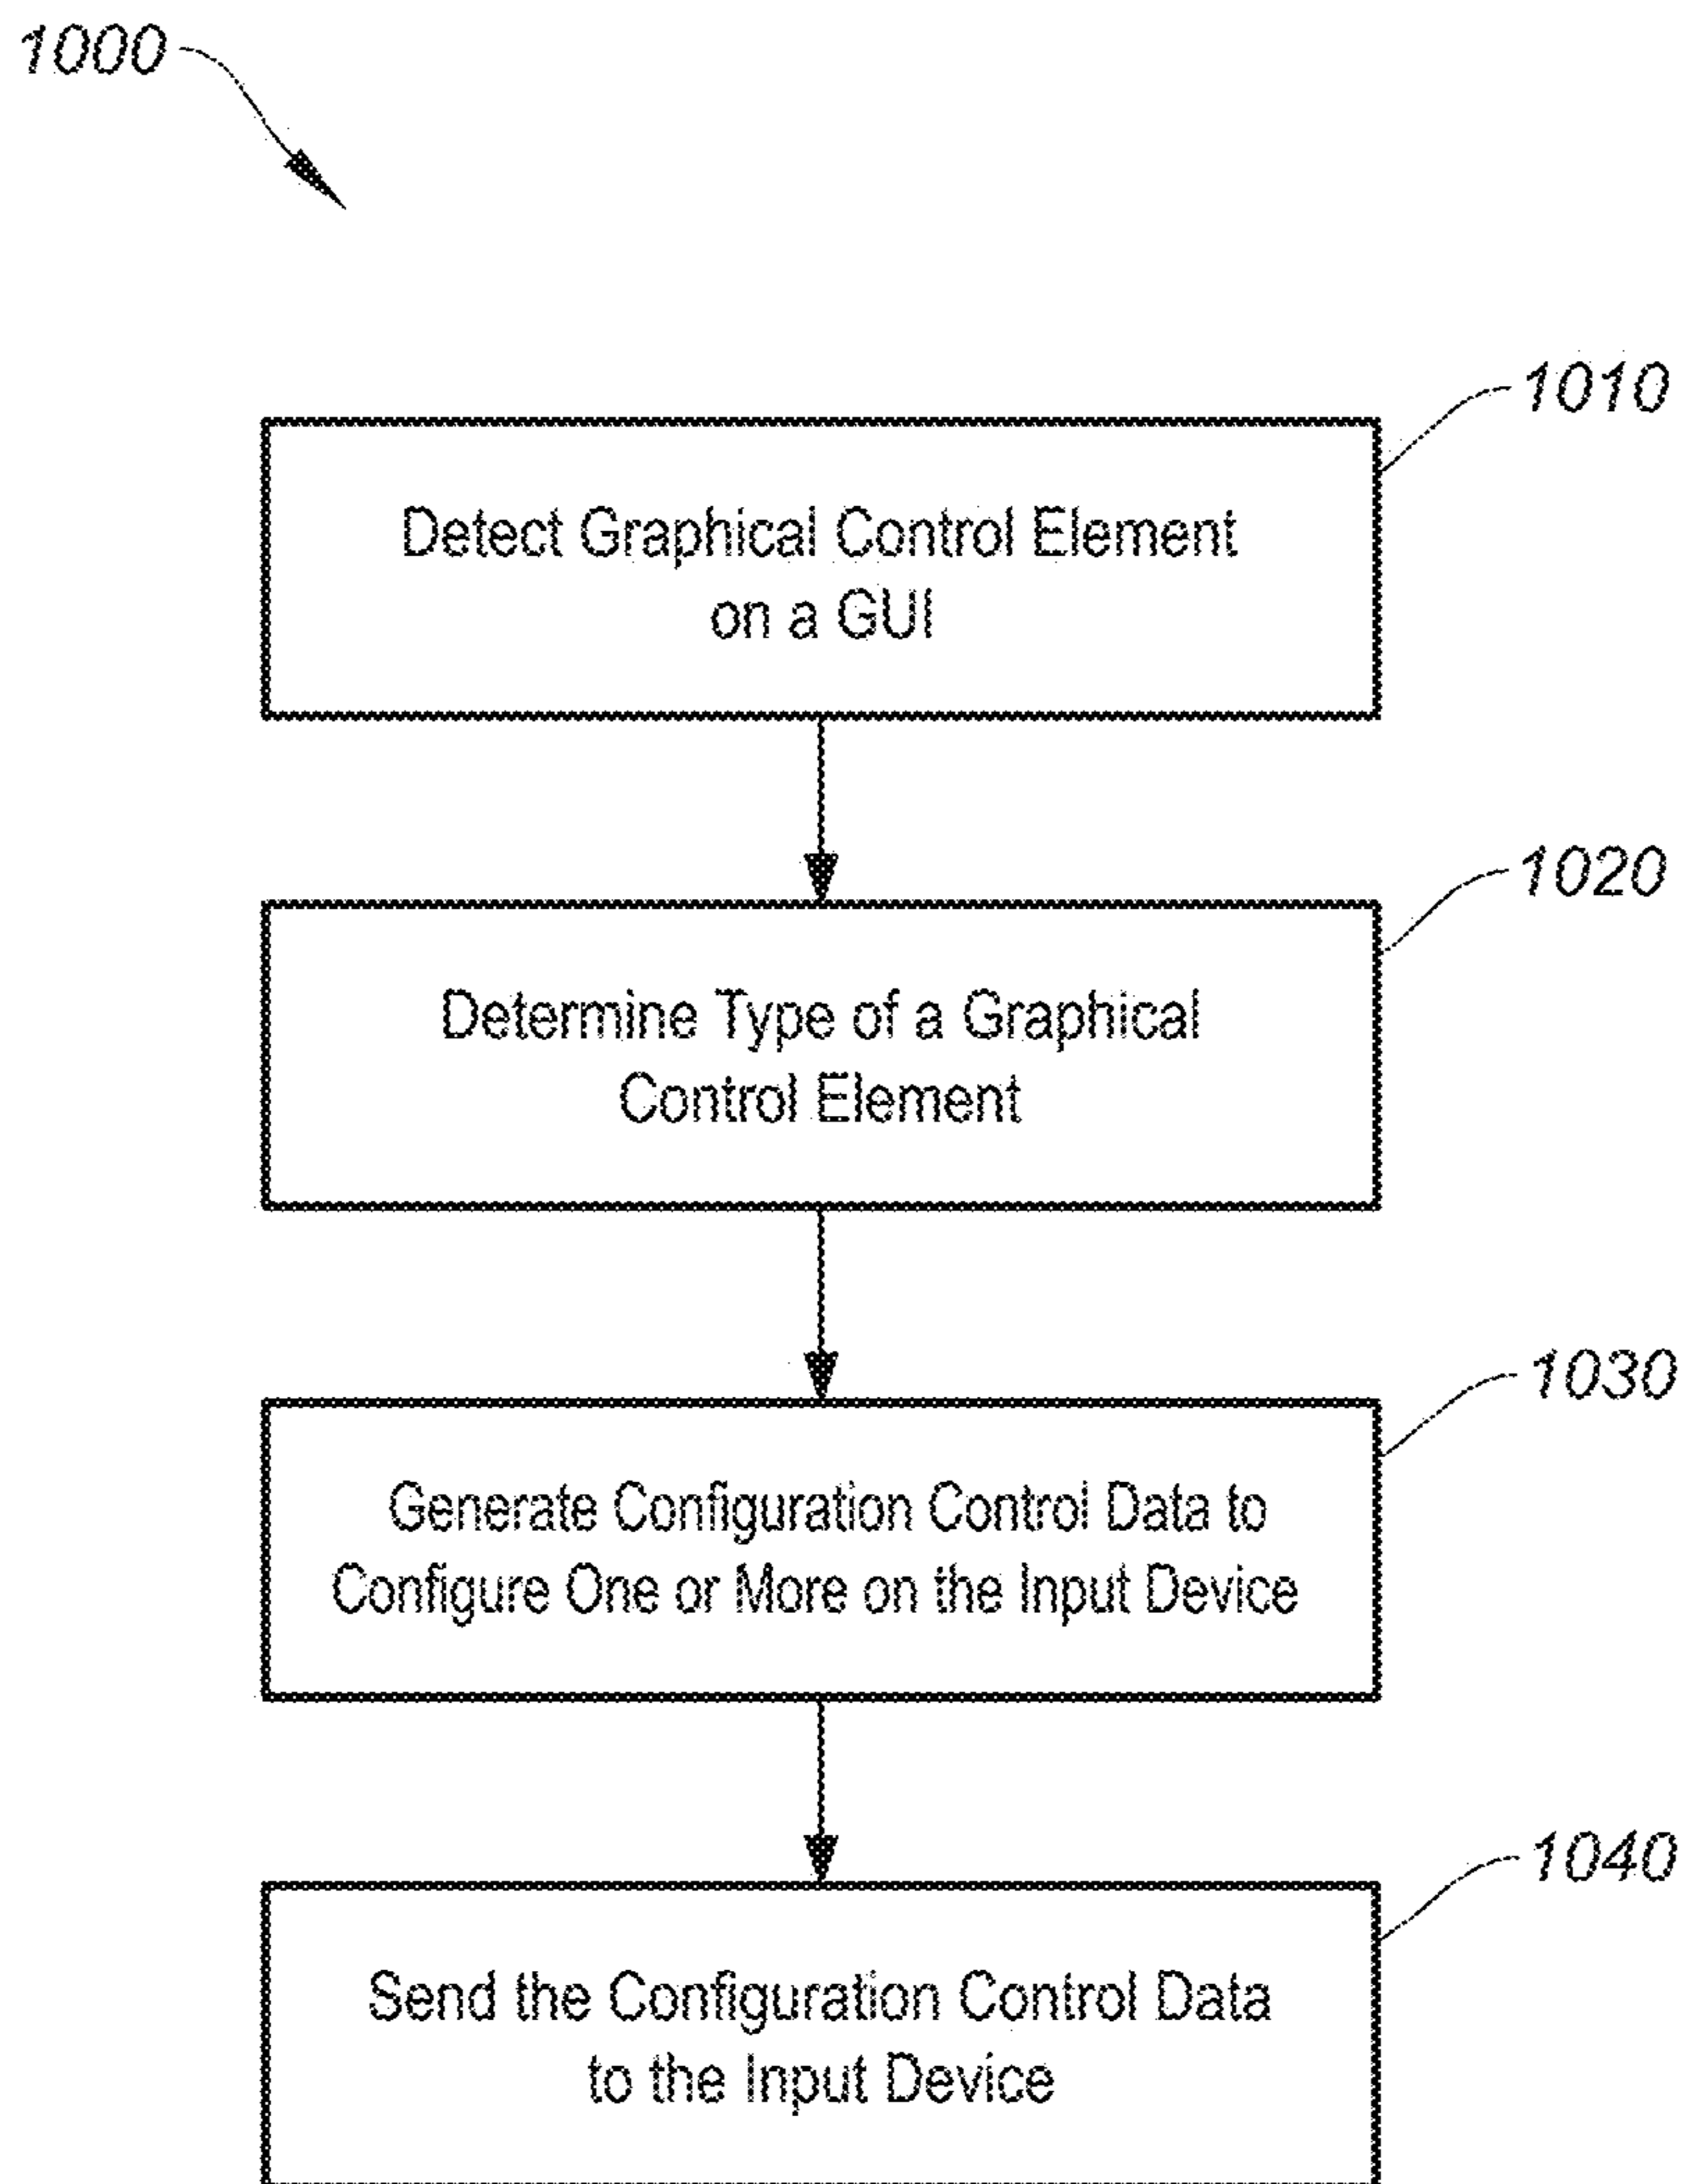 1000
1010
Detect Graphical Control Element
on a GUI
1020
Determine Type of a Graphical
Control Element
1030
Generate Configuration Control Data to
Configure One or More on the Input Device
1040
Send the Configuration Control Data
to the Input Device